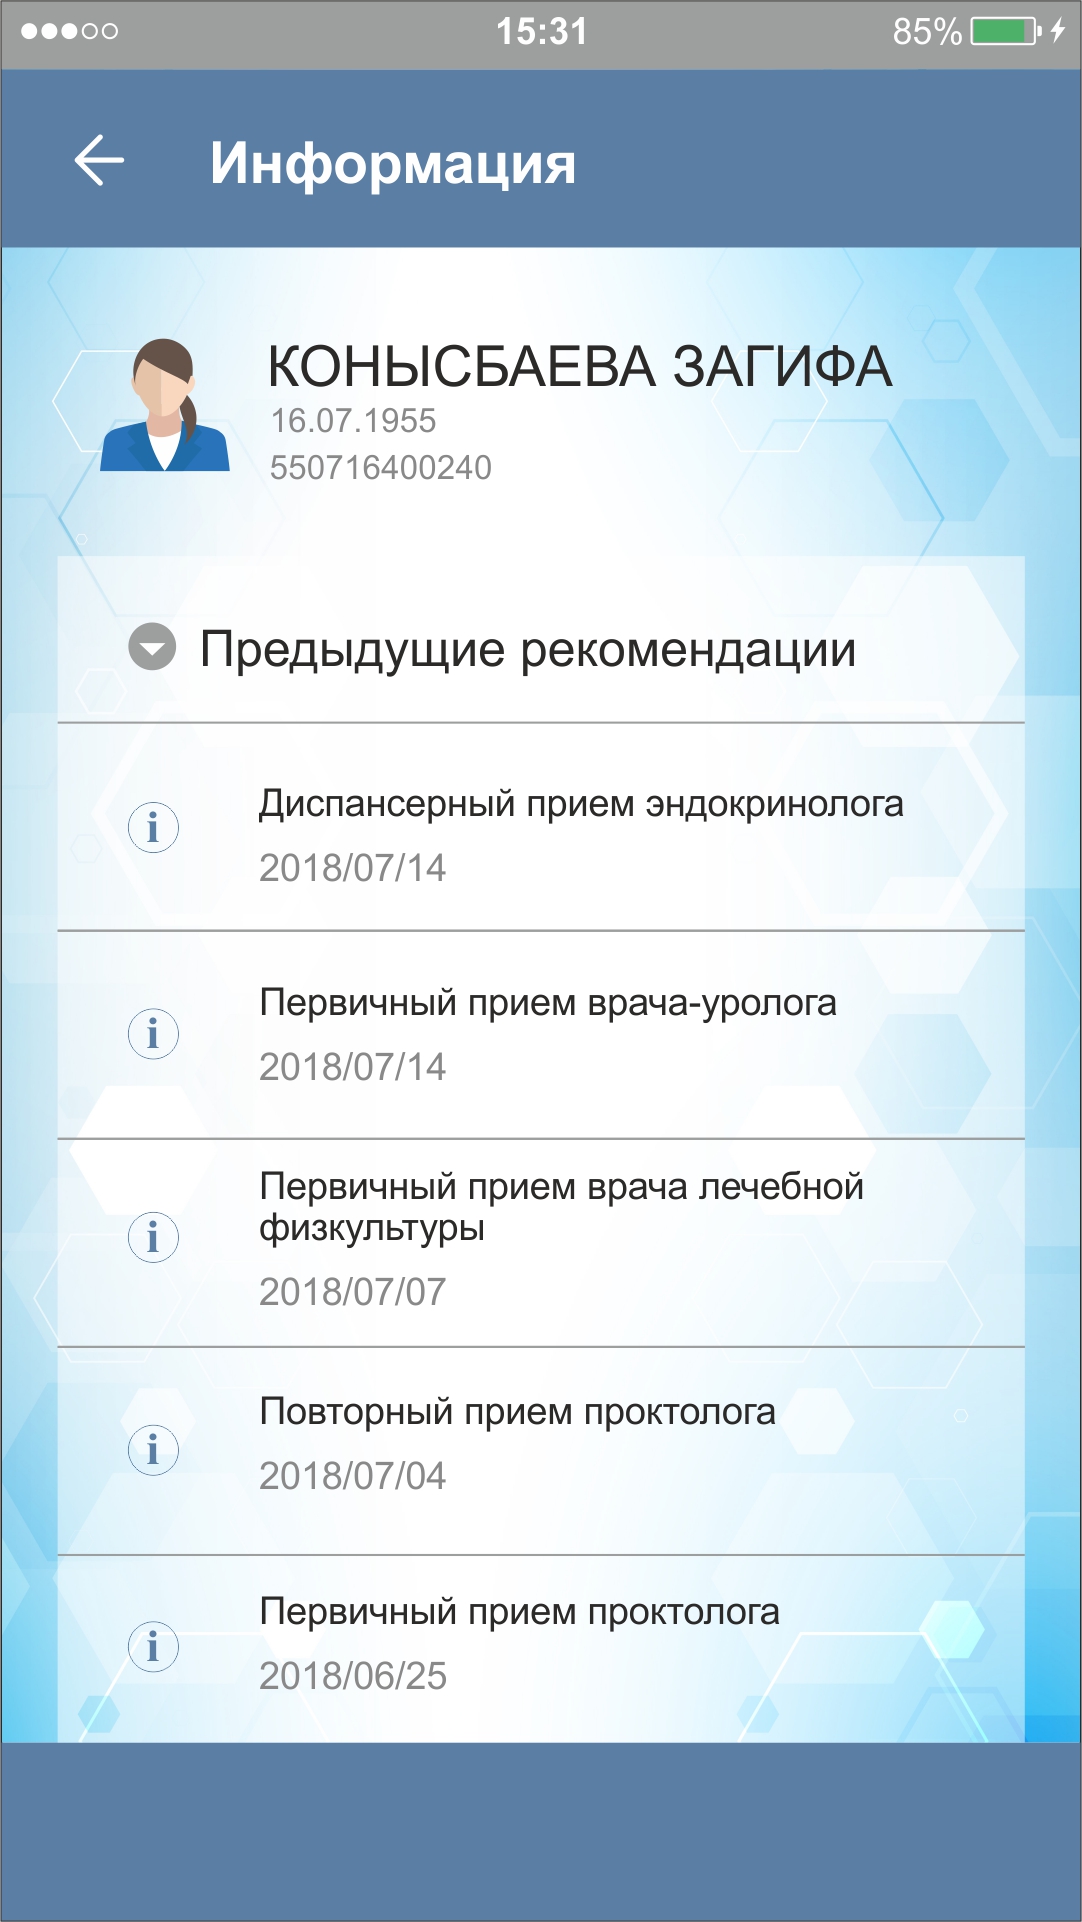 15:31
85%
Информация
КОНЫСБАЕВА ЗАГИФА
16.07.1955
550716400240
Предыдущие рекомендации
Диспансерный прием эндокринолога
2018/07/14
Первичный прием врача-уролога
2018/07/14
Первичный прием врача лечебной
физкультуры
2018/07/07
Повторный прием проктолога
2018/07/04
Первичный прием проктолога
2018/06/25